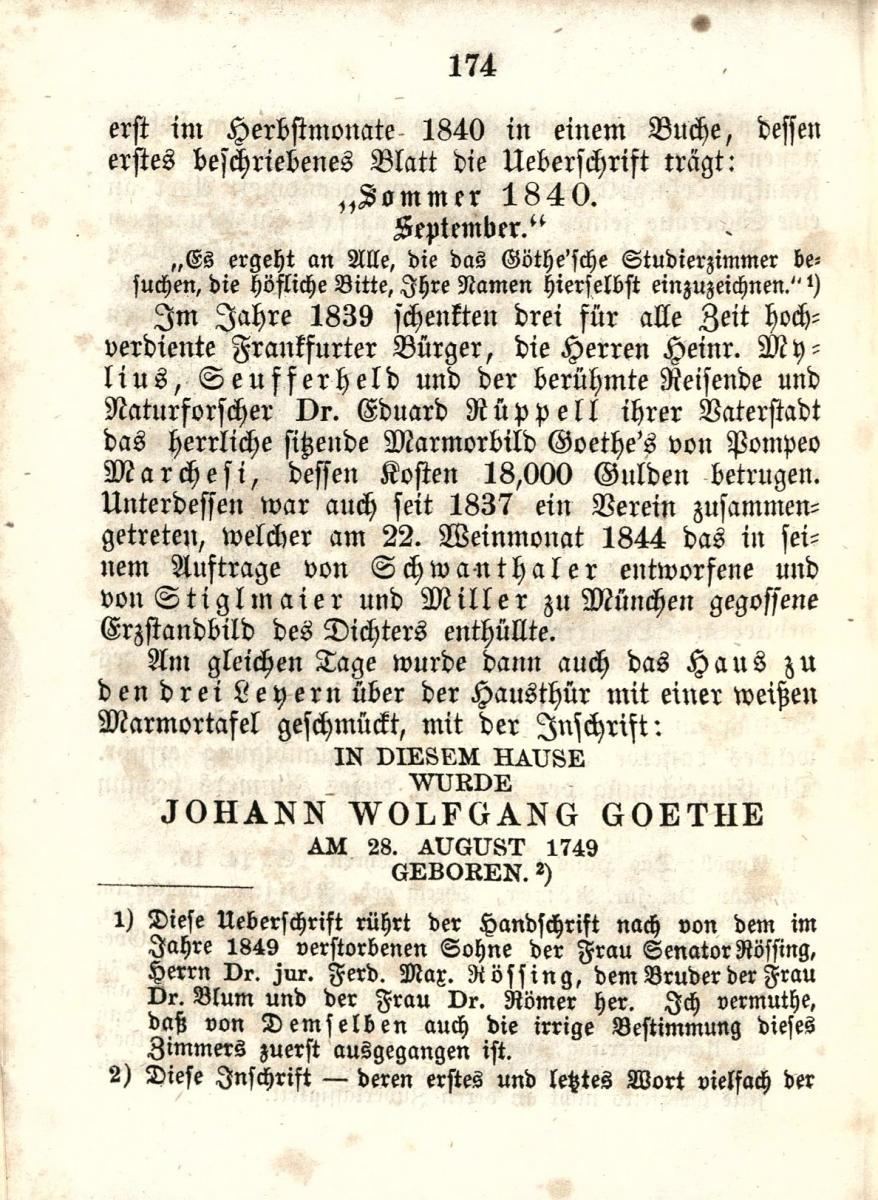 174
erst im Herbstmonate 1840 in einem Buche, dessen
erstes beschriebenes Blatt die Ueberschrift trägt:
„Sommer 1840.
September.“
„Es ergeht an Alle, die das Göthe'sche Studierzimmer be-
suchen, die höfliche Bitte, Ihre Namen hierselbst einzuzeichnen.“ 1)
Im Jahre 1839 schenkten drei für alle Zeit hoch-
verdiente Frankfurter Bürger, die Herren Heinr. My-
lius, Seufferheld und der berühmte Reisende und
Naturforscher Dr. Eduard Rüppell ihrer Vaterstadt
das herrliche sitzende Marmorbild Goethe's von Pompeo
Marchesi, dessen Kosten 18,000 Gulden betrugen.
Unterdessen war auch seit 1837 ein Verein zusammen-
getreten, welcher am 22. Weinmonat 1844 das in sei-
nem Auftrage von Schwanthaler entworfene und
von Stiglmaier und Miller zu München gegossene
Erzstandbild des Dichters enthüllte.
Am gleichen Tage wurde dann auch das Haus zu
den drei Leyern über der Hausthür mit einer weißen
Marmortafel geschmückt, mit der Inschrift:
IN DIESEM HAUSE
WURDE
JOHANN WOLFGANG GOETHE
AM 28. AUGUST 1749
GEBOREN. 2)
1) Diese Ueberschrift rührt der Handschrift nach von dem im
Jahre 1849 verstorbenen Sohne der Frau Senator Rössing,
Herrn Dr. jur. Ferd. Max. Rössing, dem Bruder der Frau
Dr. Blum und der Frau Dr. Römer her. Ich vermuthe,
daß von Demselben auch die irrige Bestimmung dieses
Zimmers zuerst ausgegangen ist.
2) Diese Inschrift — deren erstes und letztes Wort vielfach der